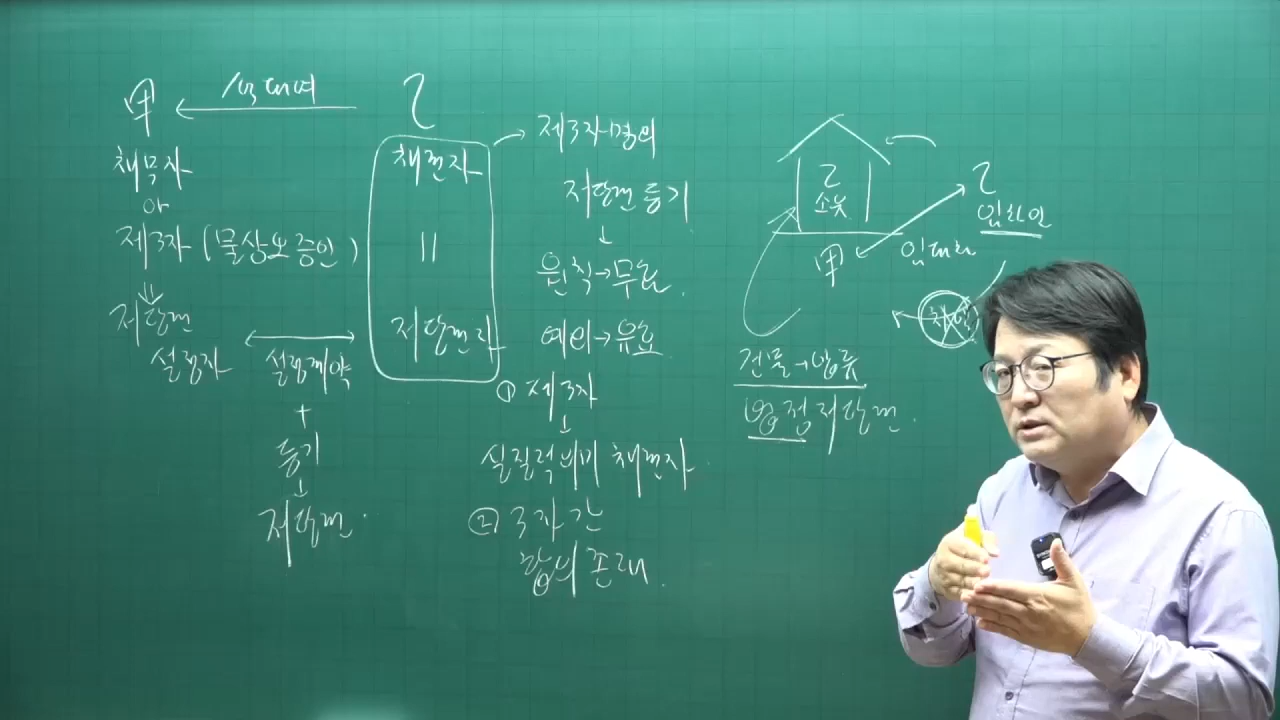 甲 ← 1억 대여 乙
채무자
or
제3자 (물상보증인)
⇓
저당권
설정자
↔
설정계약
+
등기
↓
저당권.
채권자
=
저당권자
→ 제3자 명의
저당권 등기
↓
원칙→무효.
예외→유효.
① 제3자
↓
실질적 채권자
② 3자간
합의 존재.
乙
소유
甲
乙
임차인
임대차
건물→압류
법정저당권.